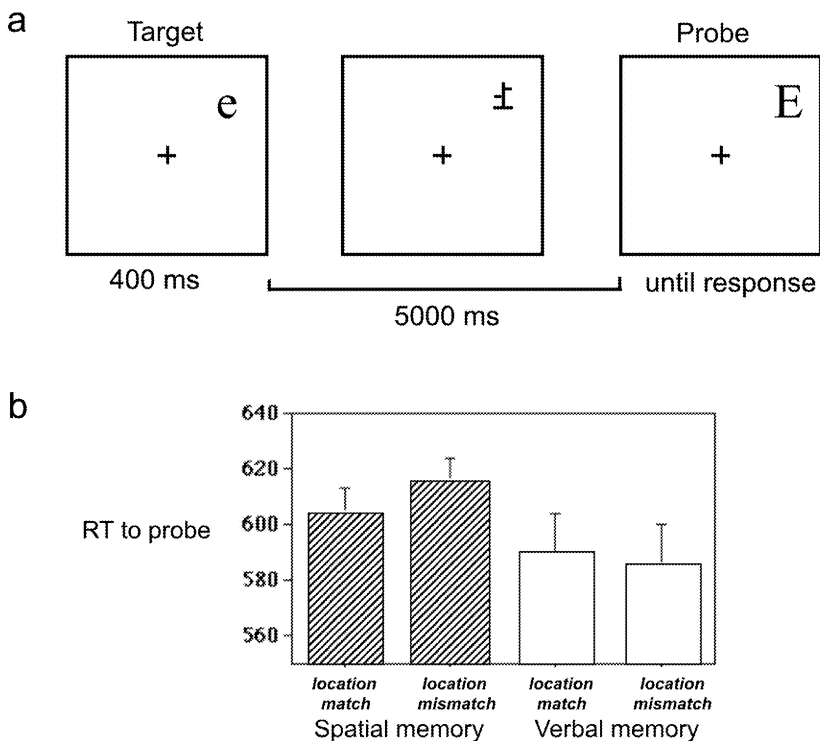 a
Target
Probe
e
E
400 ms
5000 ms
until response
b
RT to probe
640
620
600
580
560
location match
location mismatch
location match
location mismatch
Spatial memory
Verbal memory